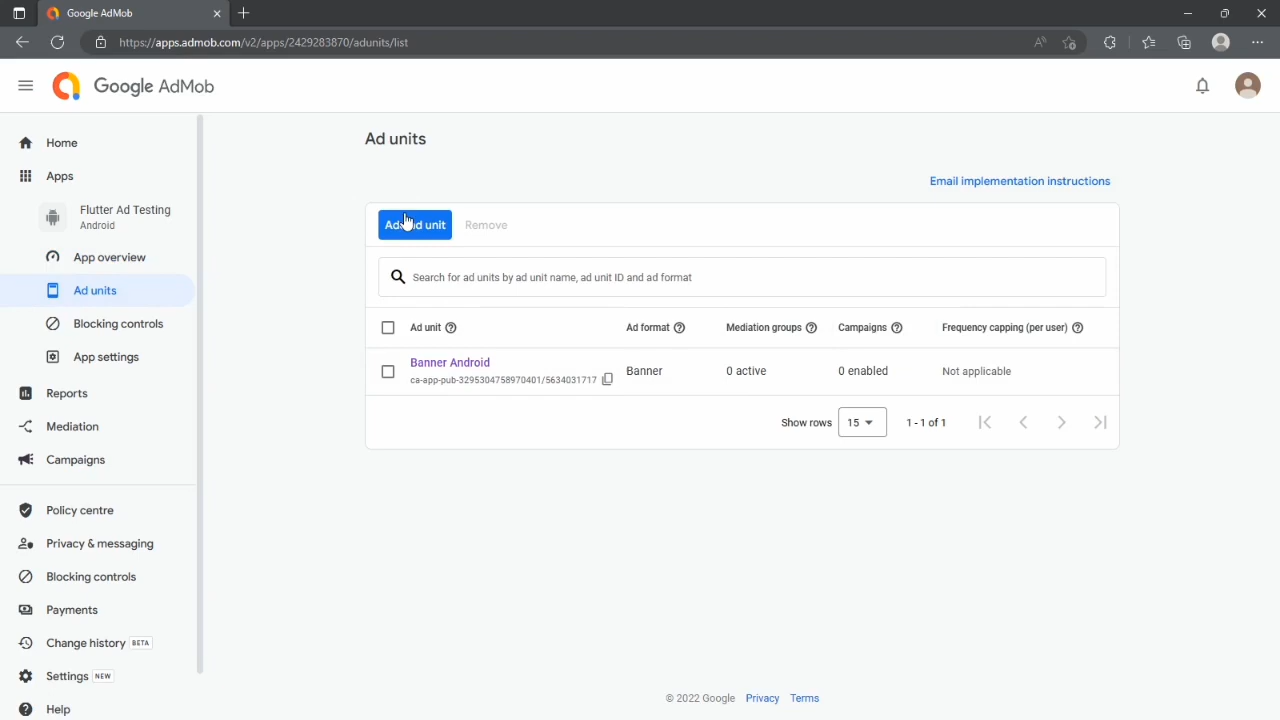 Google AdMob
https://apps.admob.com/v2/apps/2429283870/adunits/list
Google AdMob
Home
Apps
Flutter Ad Testing
Android
App overview
Ad units
Blocking controls
App settings
Reports
Mediation
Campaigns
Policy centre
Privacy & messaging
Blocking controls
Payments
Change history BETA
Settings NEW
Help
Ad units
Email implementation instructions
Add ad unit Remove
Search for ad units by ad unit name, ad unit ID and ad format
Ad unit Ad format Mediation groups Campaigns Frequency capping (per user)
Banner Android
ca-app-pub-3295304758970401/5634031717
Banner 0 active 0 enabled Not applicable
Show rows 15 1 - 1 of 1
© 2022 Google Privacy Terms